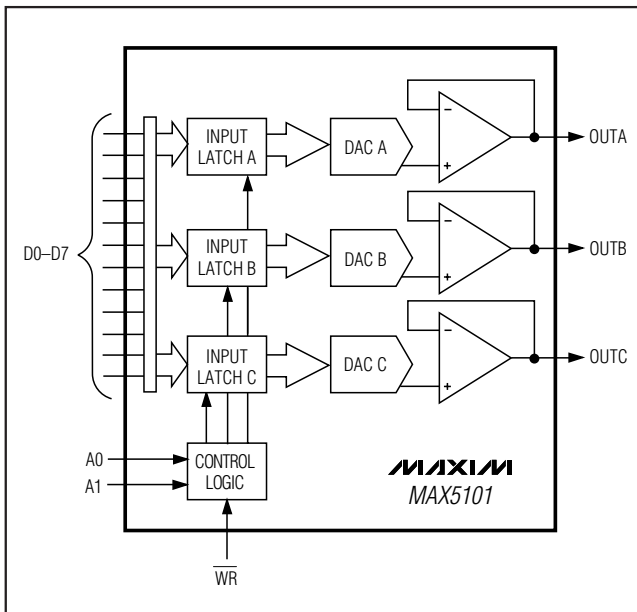 INPUT
LATCH A
DAC A
−
+
OUTA
D0–D7
INPUT
LATCH B
DAC B
−
+
OUTB
INPUT
LATCH C
DAC C
−
+
OUTC
A0
A1
CONTROL
LOGIC
MAXIM
MAX5101
W̅R̅